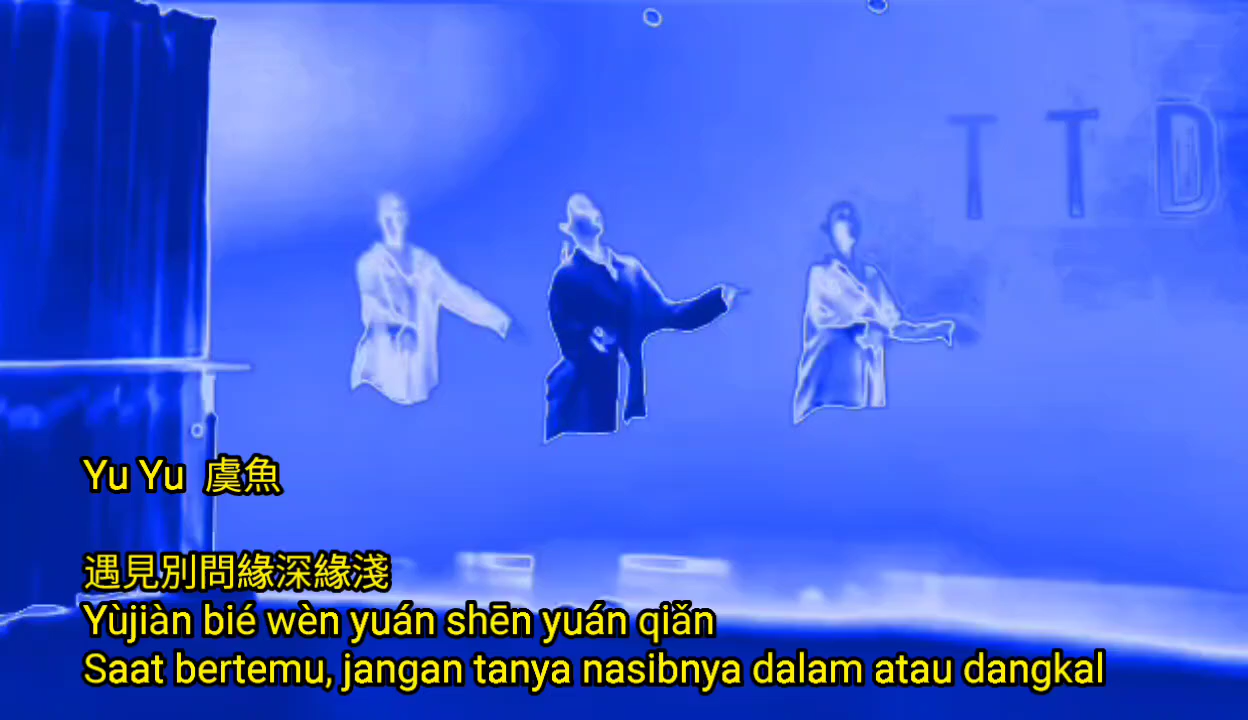 TTD
Yu Yu 虞魚
遇見別問緣深緣淺
Yùjiàn bié wèn yuán shēn yuán qiǎn
Saat bertemu, jangan tanya nasibnya dalam atau dangkal